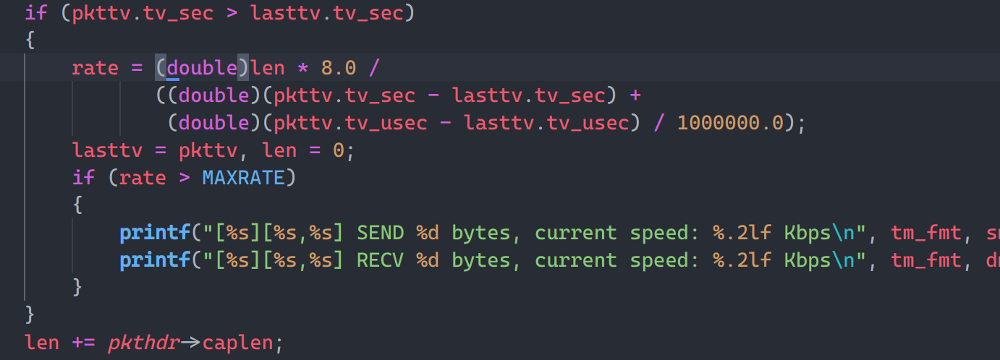 if (pkttv.tv_sec > lasttv.tv_sec)
{
rate = (double)len * 8.0 /
((double)(pkttv.tv_sec - lasttv.tv_sec) +
(double)(pkttv.tv_usec - lasttv.tv_usec) / 1000000.0);
lasttv = pkttv, len = 0;
if (rate > MAXRATE)
{
printf("[%s][%s,%s] SEND %d bytes, current speed: %.2lf Kbps\n", tm_fmt, s
printf("[%s][%s,%s] RECV %d bytes, current speed: %.2lf Kbps\n", tm_fmt, d
}
}
len += pkthdr->caplen;